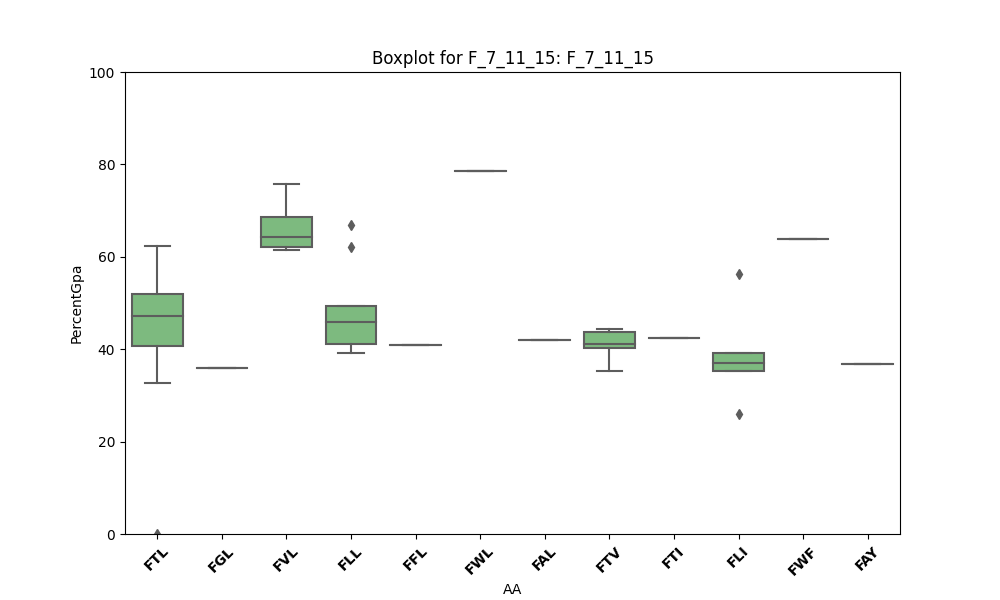 Boxplot for F_7_11_15: F_7_11_15
100
80
60
40
20
0
PercentGpa
FTL FGL FVL FLL FFL FWL FAL FTV FTI FLI FWF FAY
AA